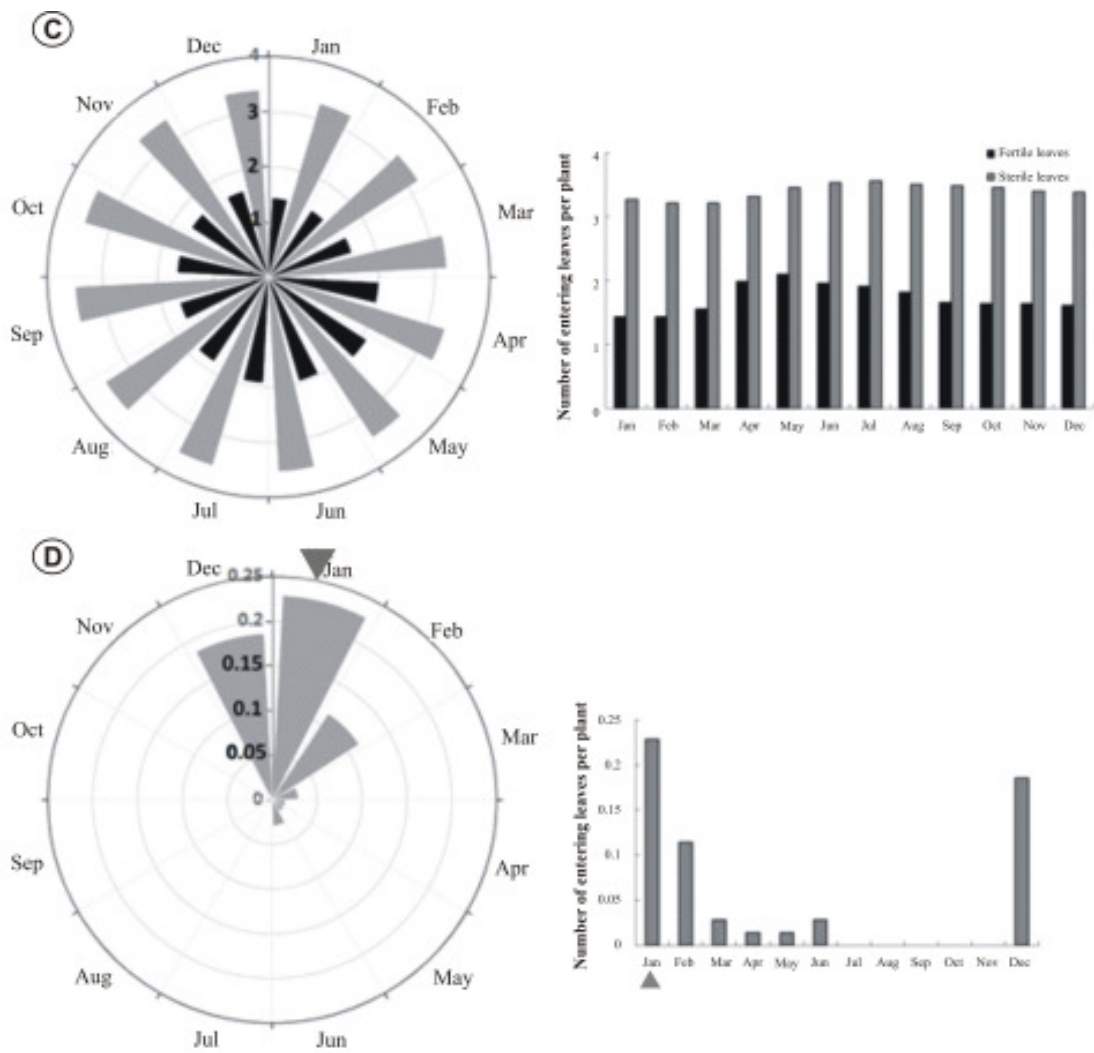 C
Dec Jan
Nov Feb
Oct Mar
Sep Apr
Aug May
Jul Jun
4
3
2
1
Number of entering leaves per plant
4
3
2
1
0
Fertile leaves
Sterile leaves
Jan Feb Mar Apr May Jun Jul Aug Sep Oct Nov Dec
D
Dec Jan
Nov Feb
Oct Mar
Sep Apr
Aug May
Jul Jun
0.25
0.2
0.15
0.1
0.05
0
Number of entering leaves per plant
0.25
0.2
0.15
0.1
0.05
0
Jan Feb Mar Apr May Jun Jul Aug Sep Oct Nov Dec